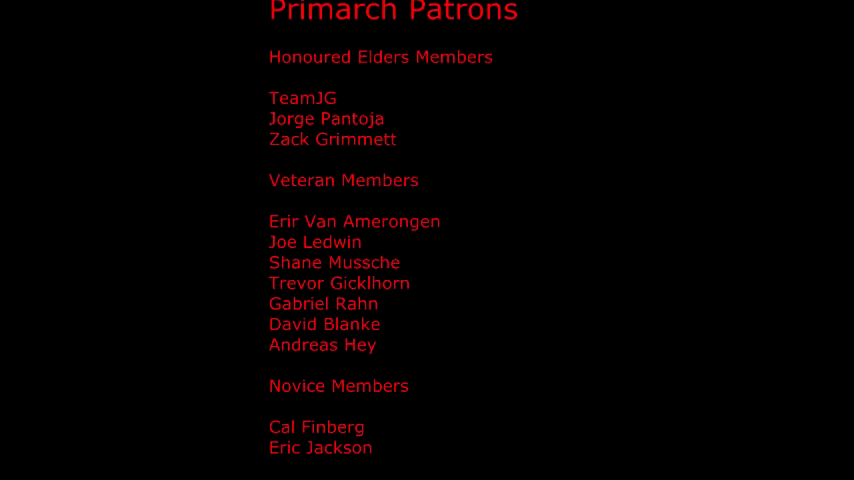 Primarch Patrons
Honoured Elders Members
TeamJG
Jorge Pantoja
Zack Grimmett
Veteran Members
Erir Van Amerongen
Joe Ledwin
Shane Mussche
Trevor Gicklhorn
Gabriel Rahn
David Blanke
Andreas Hey
Novice Members
Cal Finberg
Eric Jackson